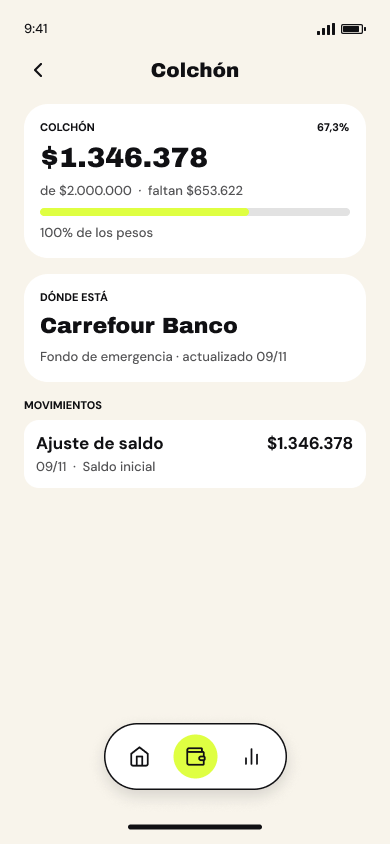 9:41
Colchón
COLCHÓN 67,3%
$1.346.378
de $2.000.000 · faltan $653.622
100% de los pesos
DÓNDE ESTÁ
Carrefour Banco
Fondo de emergencia · actualizado 09/11
MOVIMIENTOS
Ajuste de saldo $1.346.378
09/11 · Saldo inicial